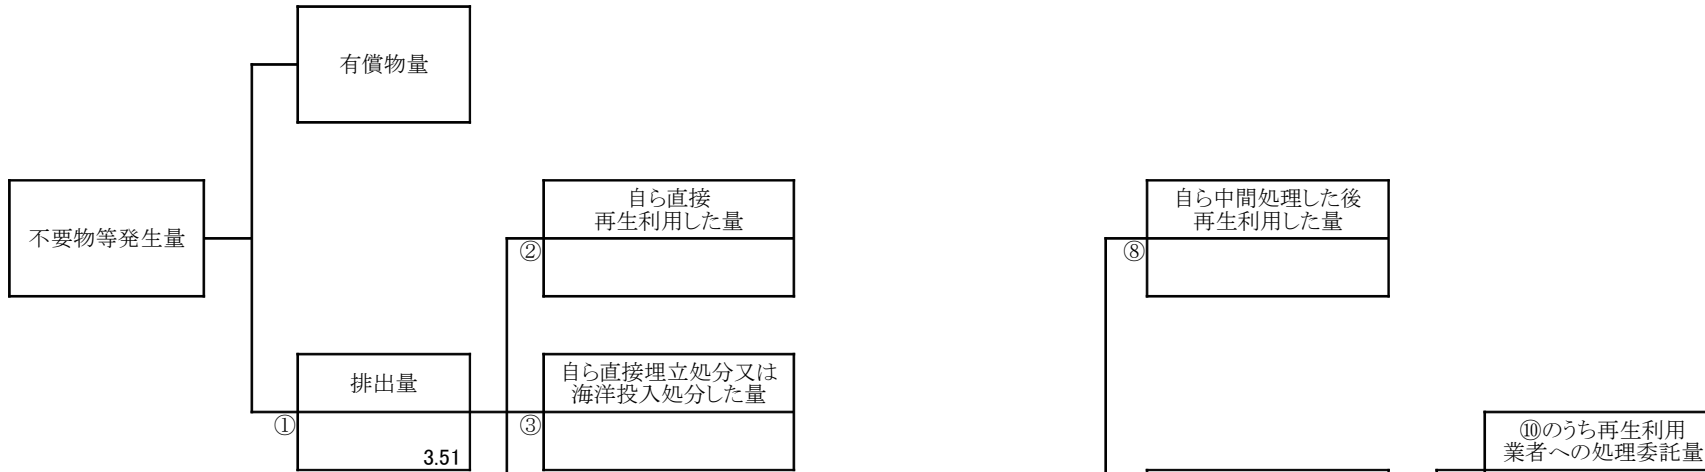 有償物量
不要物等発生量
自ら直接
再生利用した量
②
自ら中間処理した後
再生利用した量
⑧
排出量
①
3.51
自ら直接埋立処分又は
海洋投入処分した量
③
⑩のうち再生利用
業者への処理委託量